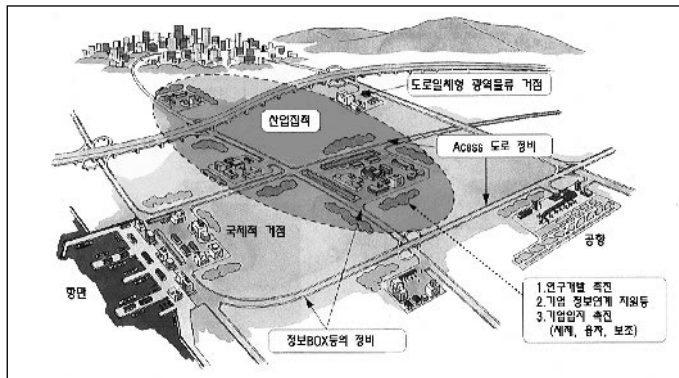 도로일체형 광역물류 거점
산업집적
Acess 도로 정비
국제적 거점
공항
항만
1.연구개발 촉진
2.기업 정보연계 지원등
3.기업입지 촉진
(세제, 융자, 보조)
정보BOX등의 정비